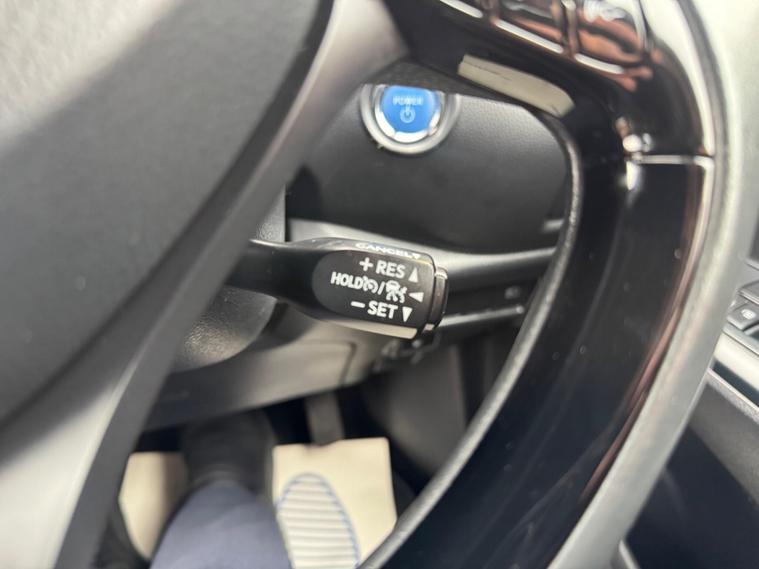 POWER
CANCEL
+ RES
HOLD /
− SET